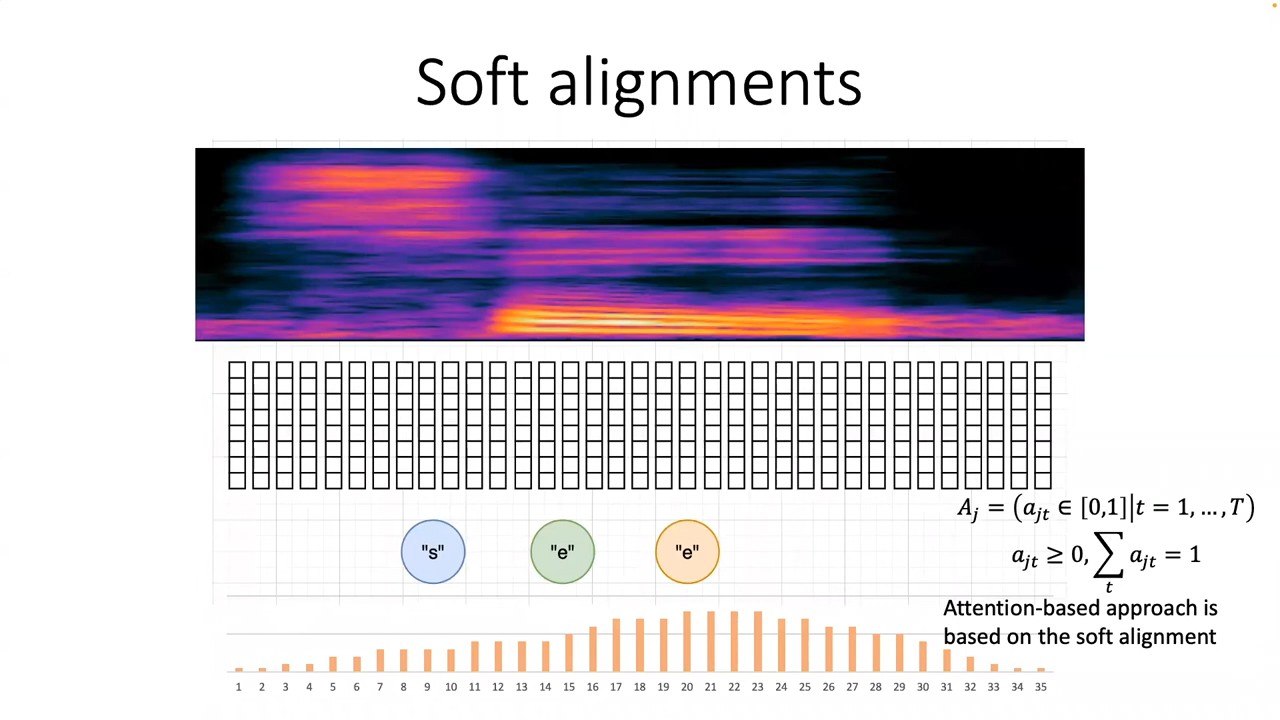 Soft alignments
A_j = (a_jt ∈ [0,1]|t = 1, …, T)
"s" "e" "e"
a_jt ≥ 0, ∑_t a_jt = 1
Attention-based approach is
based on the soft alignment
1 2 3 4 5 6 7 8 9 10 11 12 13 14 15 16 17 18 19 20 21 22 23 24 25 26 27 28 29 30 31 32 33 34 35